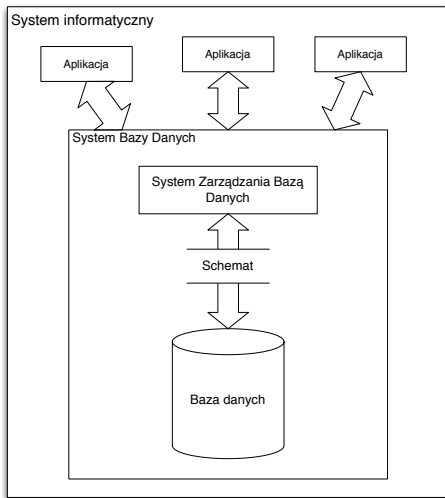 System informatyczny
Aplikacja
Aplikacja
Aplikacja
System Bazy Danych
System Zarządzania Bazą
Danych
Schemat
Baza danych